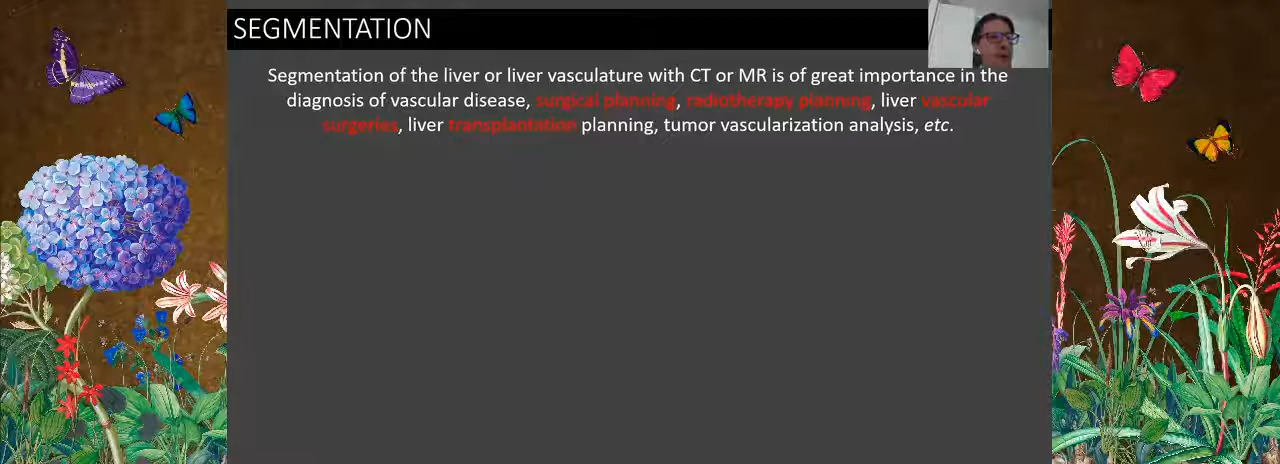 SEGMENTATION
Segmentation of the liver or liver vasculature with CT or MR is of great importance in the
diagnosis of vascular disease, surgical planning, radiotherapy planning, liver vascular
surgeries, liver transplantation planning, tumor vascularization analysis, etc.